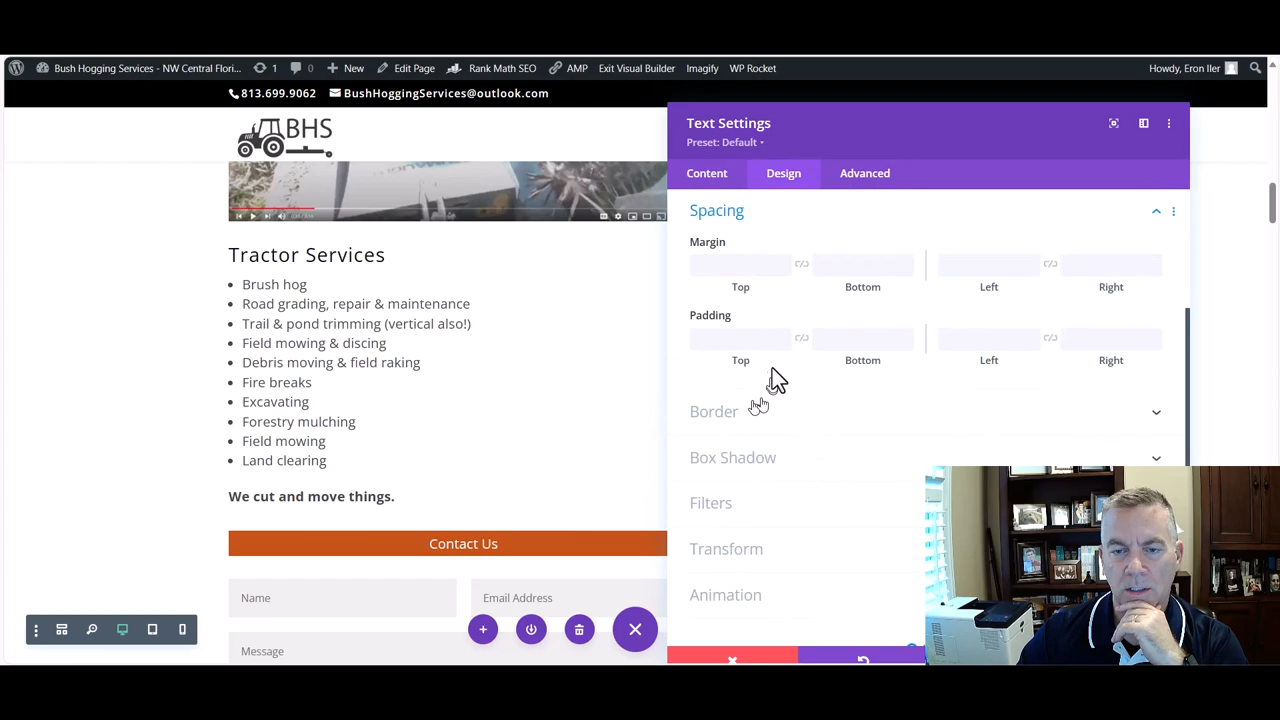 Bush Hogging Services - NW Central Flori... 1 0 New Edit Page Rank Math SEO AMP Exit Visual Builder Imagify WP Rocket Howdy, Eron Iler
813.699.9062 BushHoggingServices@outlook.com
BHS
Text Settings
Preset: Default
Content Design Advanced
Spacing
Margin
Top Bottom Left Right
Padding
Top Bottom Left Right
Border
Box Shadow
Filters
Transform
Animation
Tractor Services
• Brush hog
• Road grading, repair & maintenance
• Trail & pond trimming (vertical also!)
• Field mowing & discing
• Debris moving & field raking
• Fire breaks
• Excavating
• Forestry mulching
• Field mowing
• Land clearing
We cut and move things.
Contact Us
Name Email Address
Message